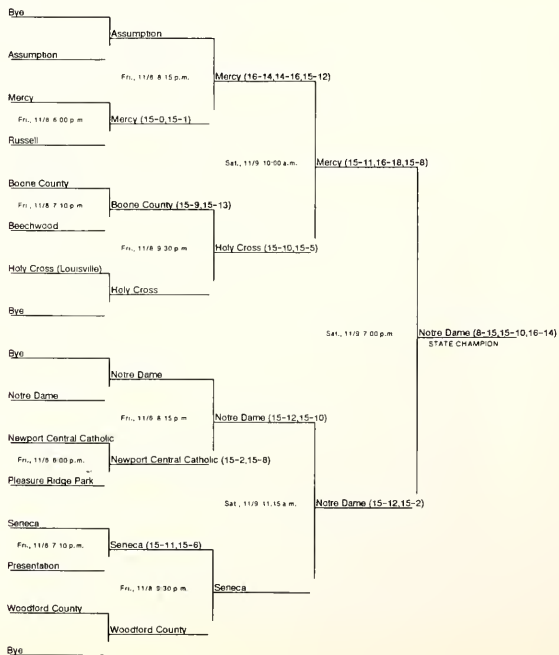 Bye
Assumption
Assumption
Fri., 11/8 8:15 p.m.
Mercy (16-14,14-16,15-12)
Mercy
Fri., 11/8 6:00 p.m.
Mercy (15-0,15-1)
Russell
Sat., 11/9 10:00 a.m.
Mercy (15-11,16-18,15-8)
Boone County
Fri., 11/8 7:10 p.m.
Boone County (15-9,15-13)
Beechwood
Fri., 11/8 9:30 p.m.
Holy Cross (15-10,15-5)
Holy Cross (Louisville)
Holy Cross
Bye
Sat., 11/9 7:00 p.m.
Notre Dame (8-15,15-10,16-14)
STATE CHAMPION
Bye
Notre Dame
Notre Dame
Fri., 11/8 8:15 p.m.
Notre Dame (15-12,15-10)
Newport Central Catholic
Fri., 11/8 6:00 p.m.
Newport Central Catholic (15-2,15-8)
Pleasure Ridge Park
Sat., 11/9 11:15 a.m.
Notre Dame (15-12,15-2)
Seneca
Fri., 11/8 7:10 p.m.
Seneca (15-11,15-6)
Presentation
Fri., 11/8 9:30 p.m.
Seneca
Woodford County
Woodford County
Bye